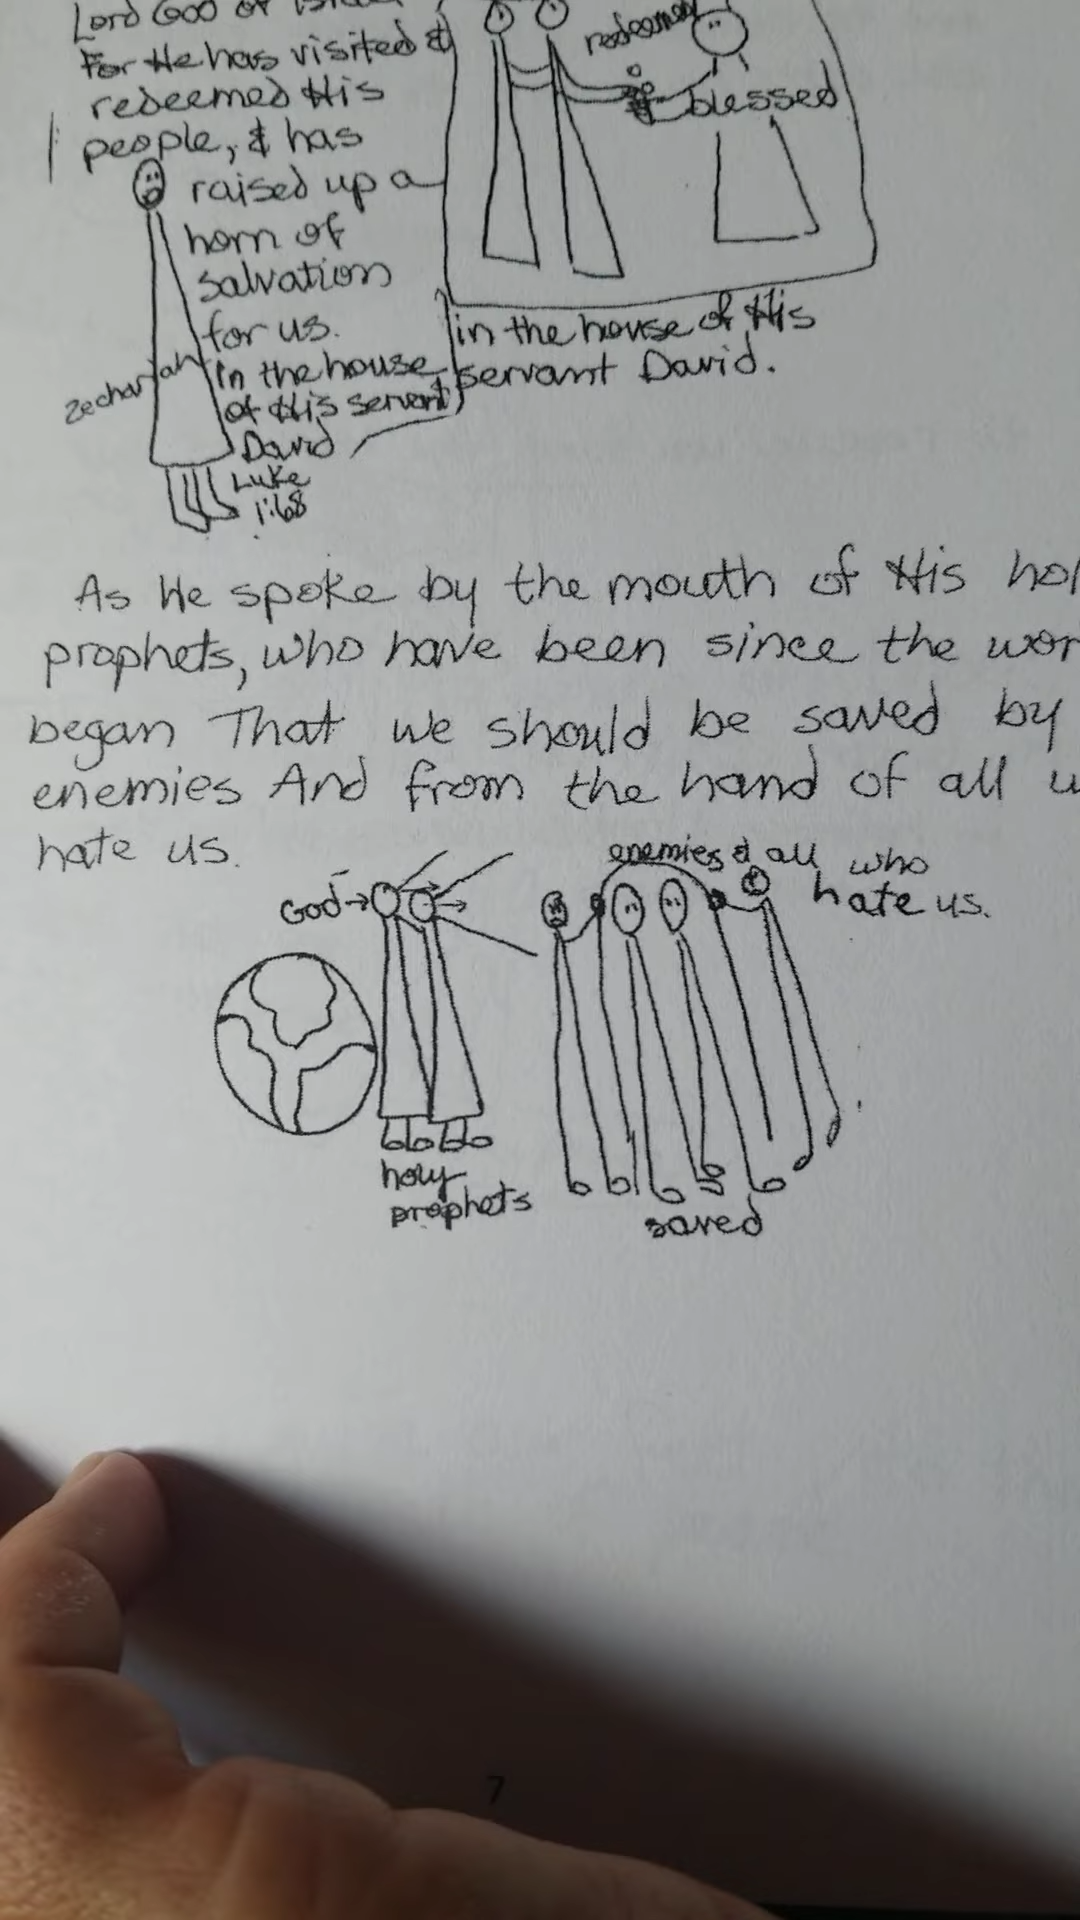 Lord God of Israel
For He has visited &
redeemed His
people, & has
raised up a
horn of
salvation
for us.
in the house
of His servant
David
Luke
1:68
Zechariah
redeemed
blessed
in the house of His
servant David.
As He spoke by the mouth of His
prophets, who have been since the
began That we should be saved by
enemies And from the hand of all
hate us.
God
enemies & all who
hate us.
holy
prophets
saved
7